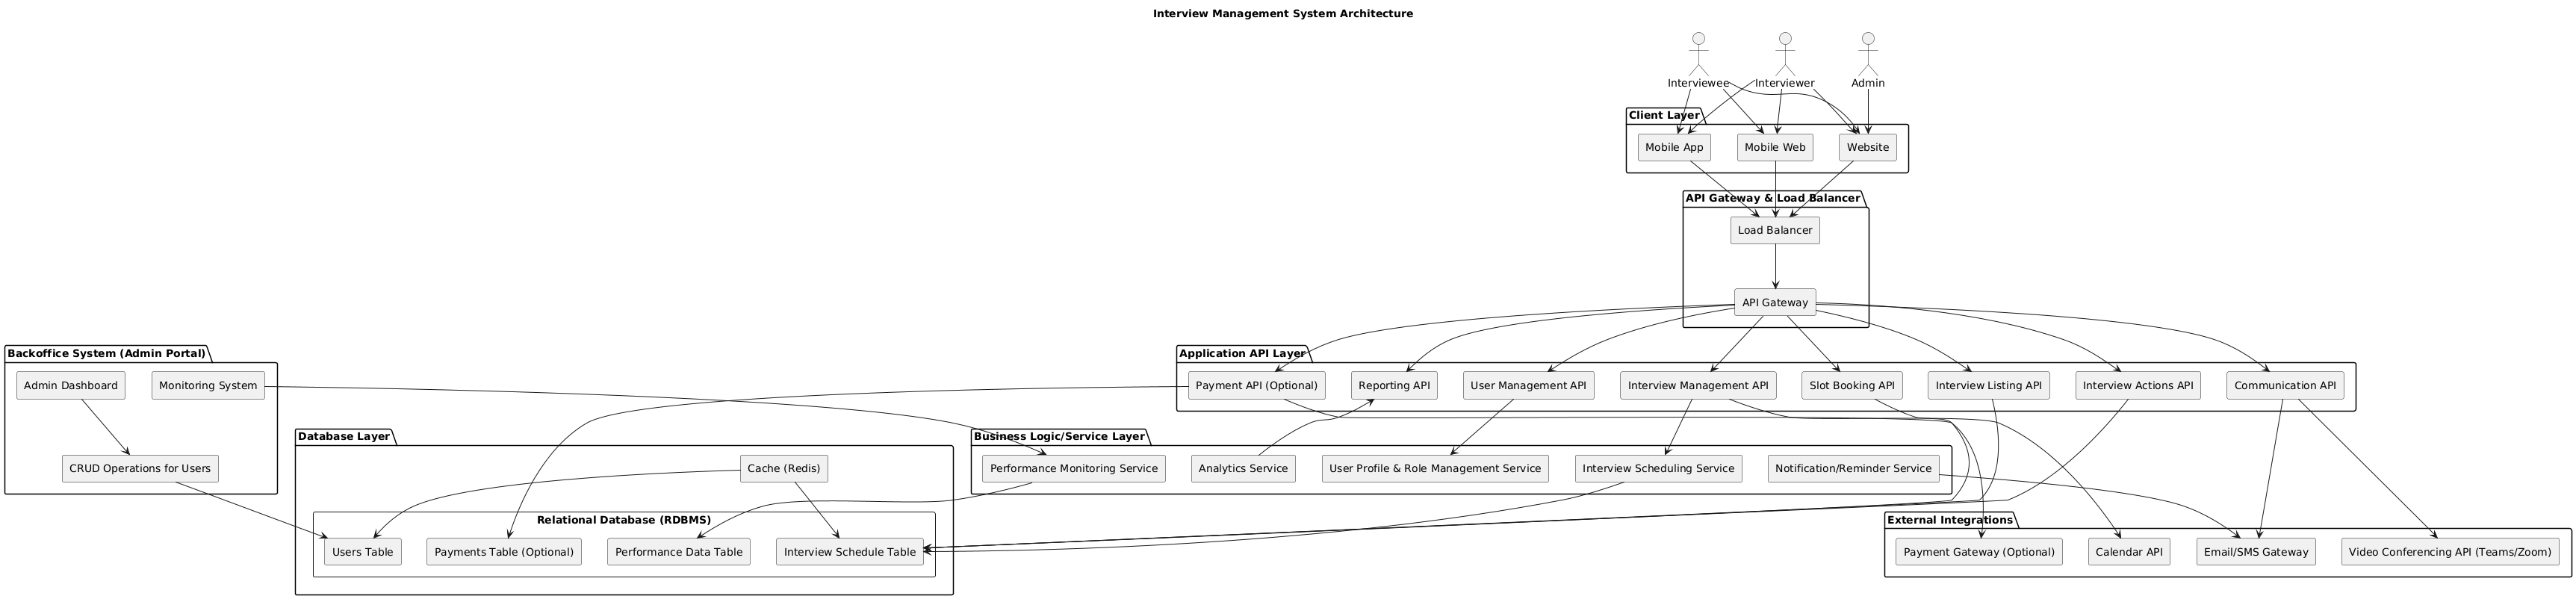 Interview Management System Architecture
Interviewee
Interviewer
Admin
Client Layer
Mobile App
Mobile Web
Website
API Gateway & Load Balancer
Load Balancer
API Gateway
Backoffice System (Admin Portal)
Admin Dashboard
Monitoring System
CRUD Operations for Users
Application API Layer
Payment API (Optional)
Reporting API
User Management API
Interview Management API
Slot Booking API
Interview Listing API
Interview Actions API
Communication API
Database Layer
Cache (Redis)
Relational Database (RDBMS)
Users Table
Payments Table (Optional)
Performance Data Table
Interview Schedule Table
Business Logic/Service Layer
Performance Monitoring Service
Analytics Service
User Profile & Role Management Service
Interview Scheduling Service
Notification/Reminder Service
External Integrations
Payment Gateway (Optional)
Calendar API
Email/SMS Gateway
Video Conferencing API (Teams/Zoom)